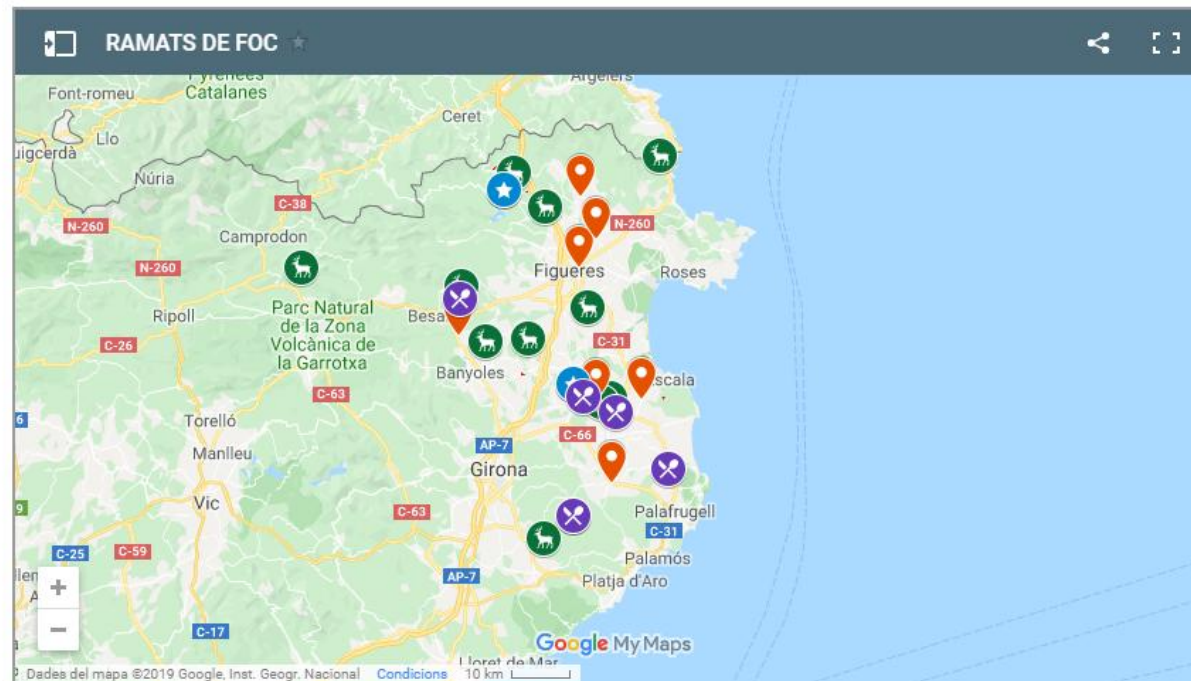 RAMATS DE FOC
Pyrénées
Catalanes
Argelers
Font-romeu
Ceret
Llo
uigcerdà
Núria
C-38
N-260
N-260
Camprodon
N-260
Figueres
Roses
Parc Natural
de la Zona
Volcànica de
la Garrotxa
Ripoll
Besa
C-31
C-26
Banyoles
C-63
Escala
Torelló
Manlleu
AP-7
C-66
Girona
Vic
C-63
Palafrugell
C-31
C-25
C-59
Palamós
AP-7
Platja d'Aro
+
−
C-17
Google My Maps
Lloret de Mar
Dades del mapa ©2019 Google, Inst. Geogr. Nacional
Condicions
10 km